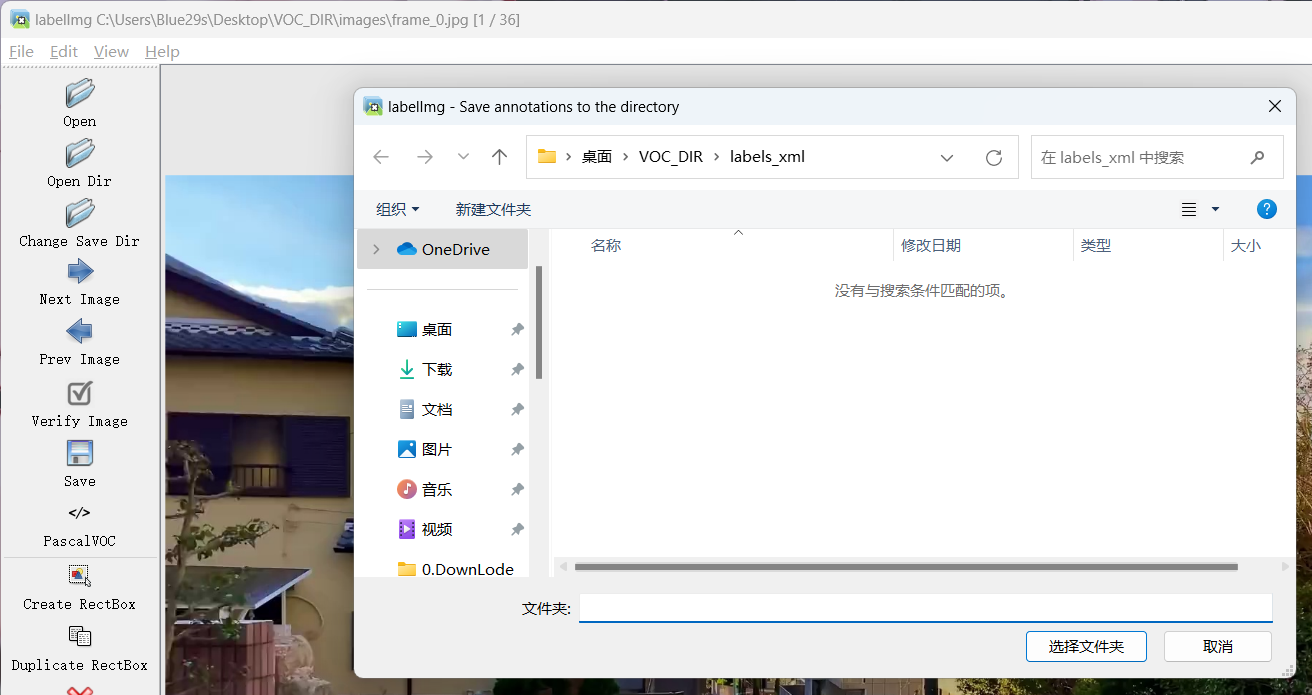 labelImg C:\Users\Blue29s\Desktop\VOC_DIR\images\frame_0.jpg [1 / 36]
File Edit View Help
Open
Open Dir
Change Save Dir
Next Image
Prev Image
Verify Image
Save
</>
PascalVOC
Create RectBox
Duplicate RectBox
labelImg - Save annotations to the directory
桌面 > VOC_DIR > labels_xml
在 labels_xml 中搜索
组织 新建文件夹
?
OneDrive
桌面
下载
文档
图片
音乐
视频
0.DownLode
名称 修改日期 类型 大小
没有与搜索条件匹配的项。
文件夹:
选择文件夹 取消